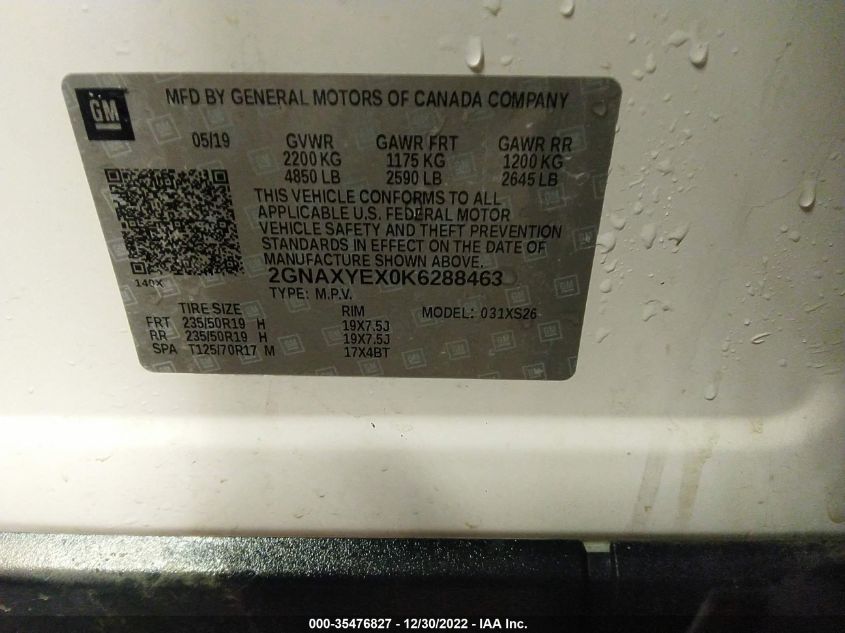 GM
MFD BY GENERAL MOTORS OF CANADA COMPANY
05/19 GVWR GAWR FRT GAWR RR
2200 KG 1175 KG 1200 KG
4850 LB 2590 LB 2645 LB
THIS VEHICLE CONFORMS TO ALL
APPLICABLE U.S. FEDERAL MOTOR
VEHICLE SAFETY AND THEFT PREVENTION
STANDARDS IN EFFECT ON THE DATE OF
MANUFACTURE SHOWN ABOVE.
140X 2GNAXYEX0K6288463
TYPE: M.P.V.
TIRE SIZE RIM MODEL: 031XS26
FRT 235/50R19 H 19X7.5J
RR 235/50R19 H 19X7.5J
SPA T125/70R17 M 17X4BT
000-35476827 - 12/30/2022 - IAA Inc.